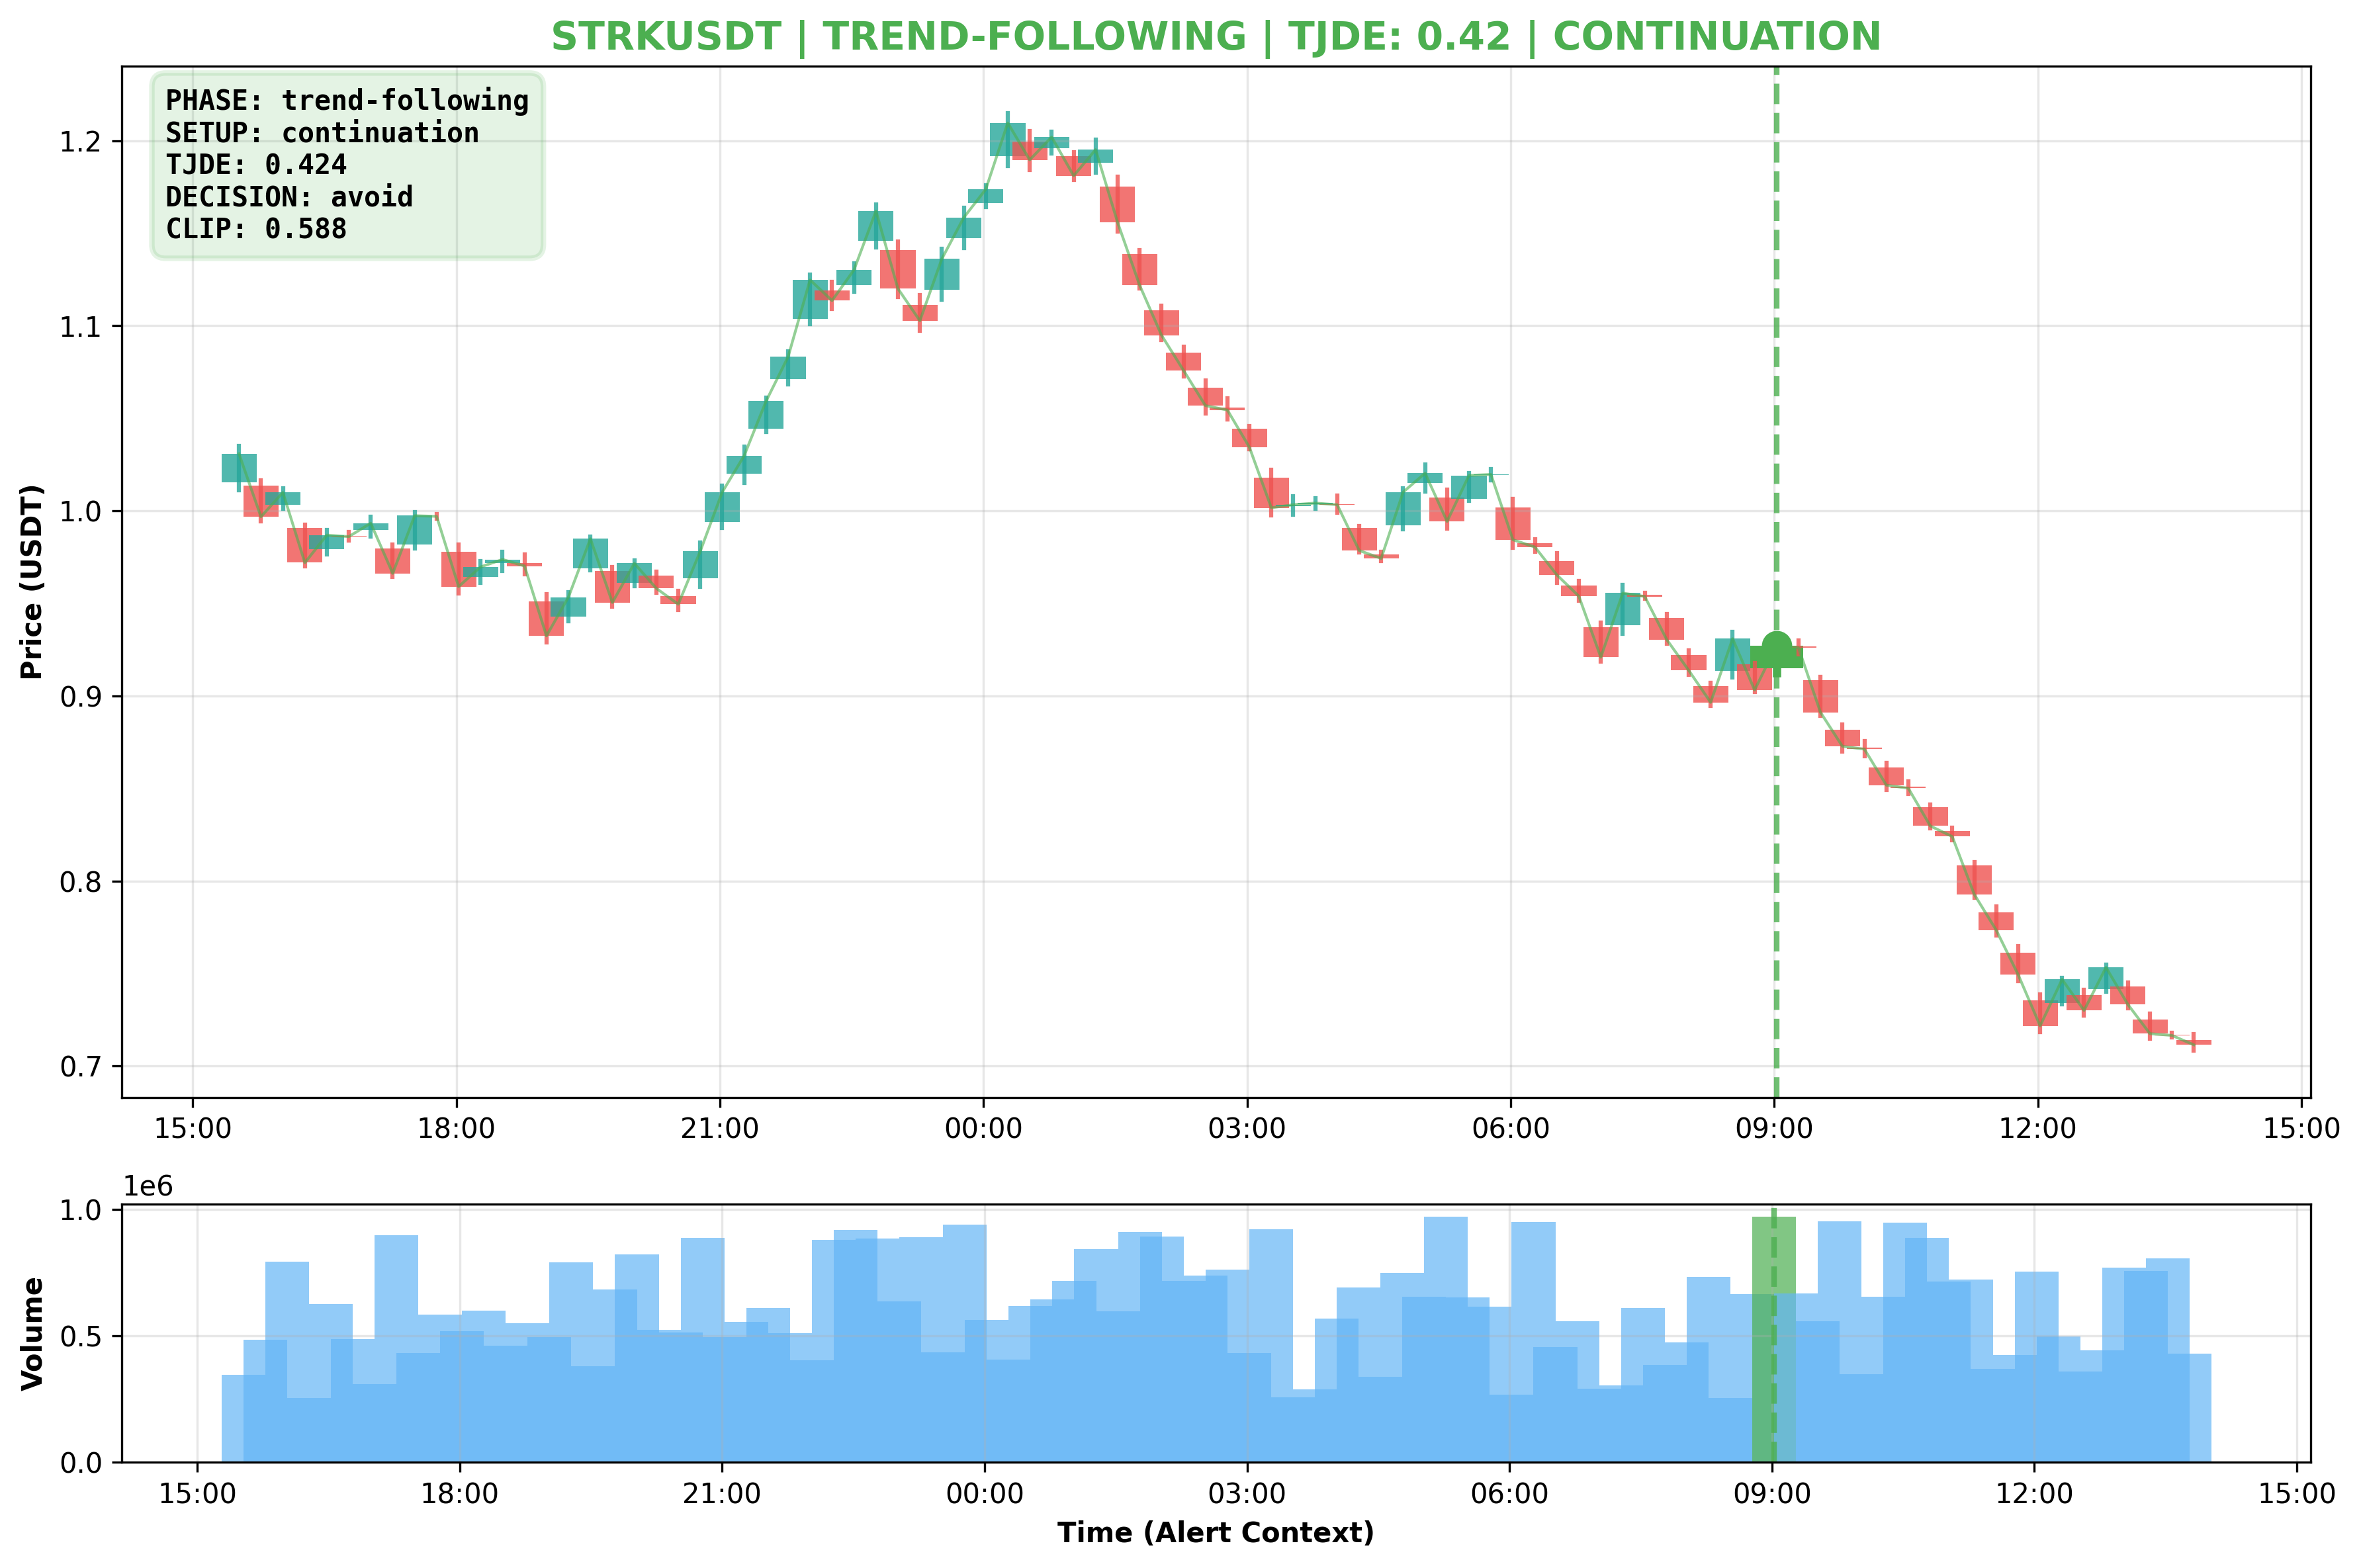 STRKUSDT | TREND-FOLLOWING | TJDE: 0.42 | CONTINUATION
PHASE: trend-following
SETUP: continuation
TJDE: 0.424
DECISION: avoid
CLIP: 0.588
Price (USDT)
1.2
1.1
1.0
0.9
0.8
0.7
15:00 18:00 21:00 00:00 03:00 06:00 09:00 12:00 15:00
1e6
Volume
1.0
0.5
0.0
15:00 18:00 21:00 00:00 03:00 06:00 09:00 12:00 15:00
Time (Alert Context)